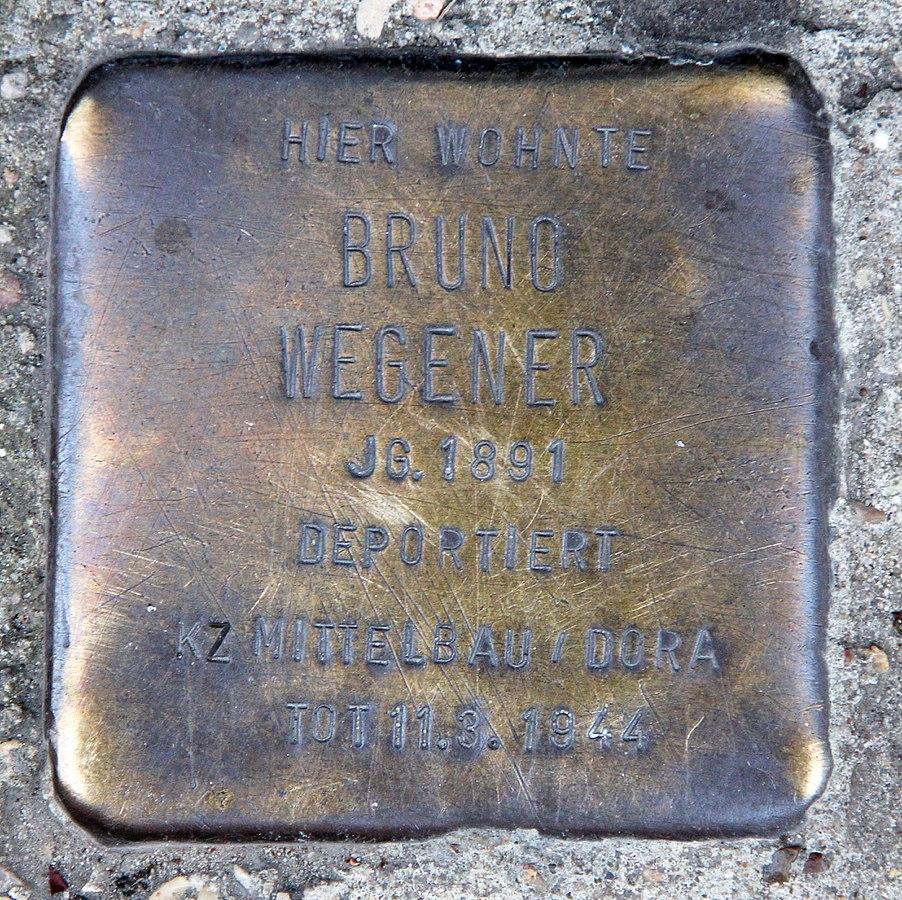 HIER WOHNTE
BRUNO
WEGENER
JG. 1891
DEPORTIERT
KZ MITTELBAU / DORA
TOT 11.3.1944